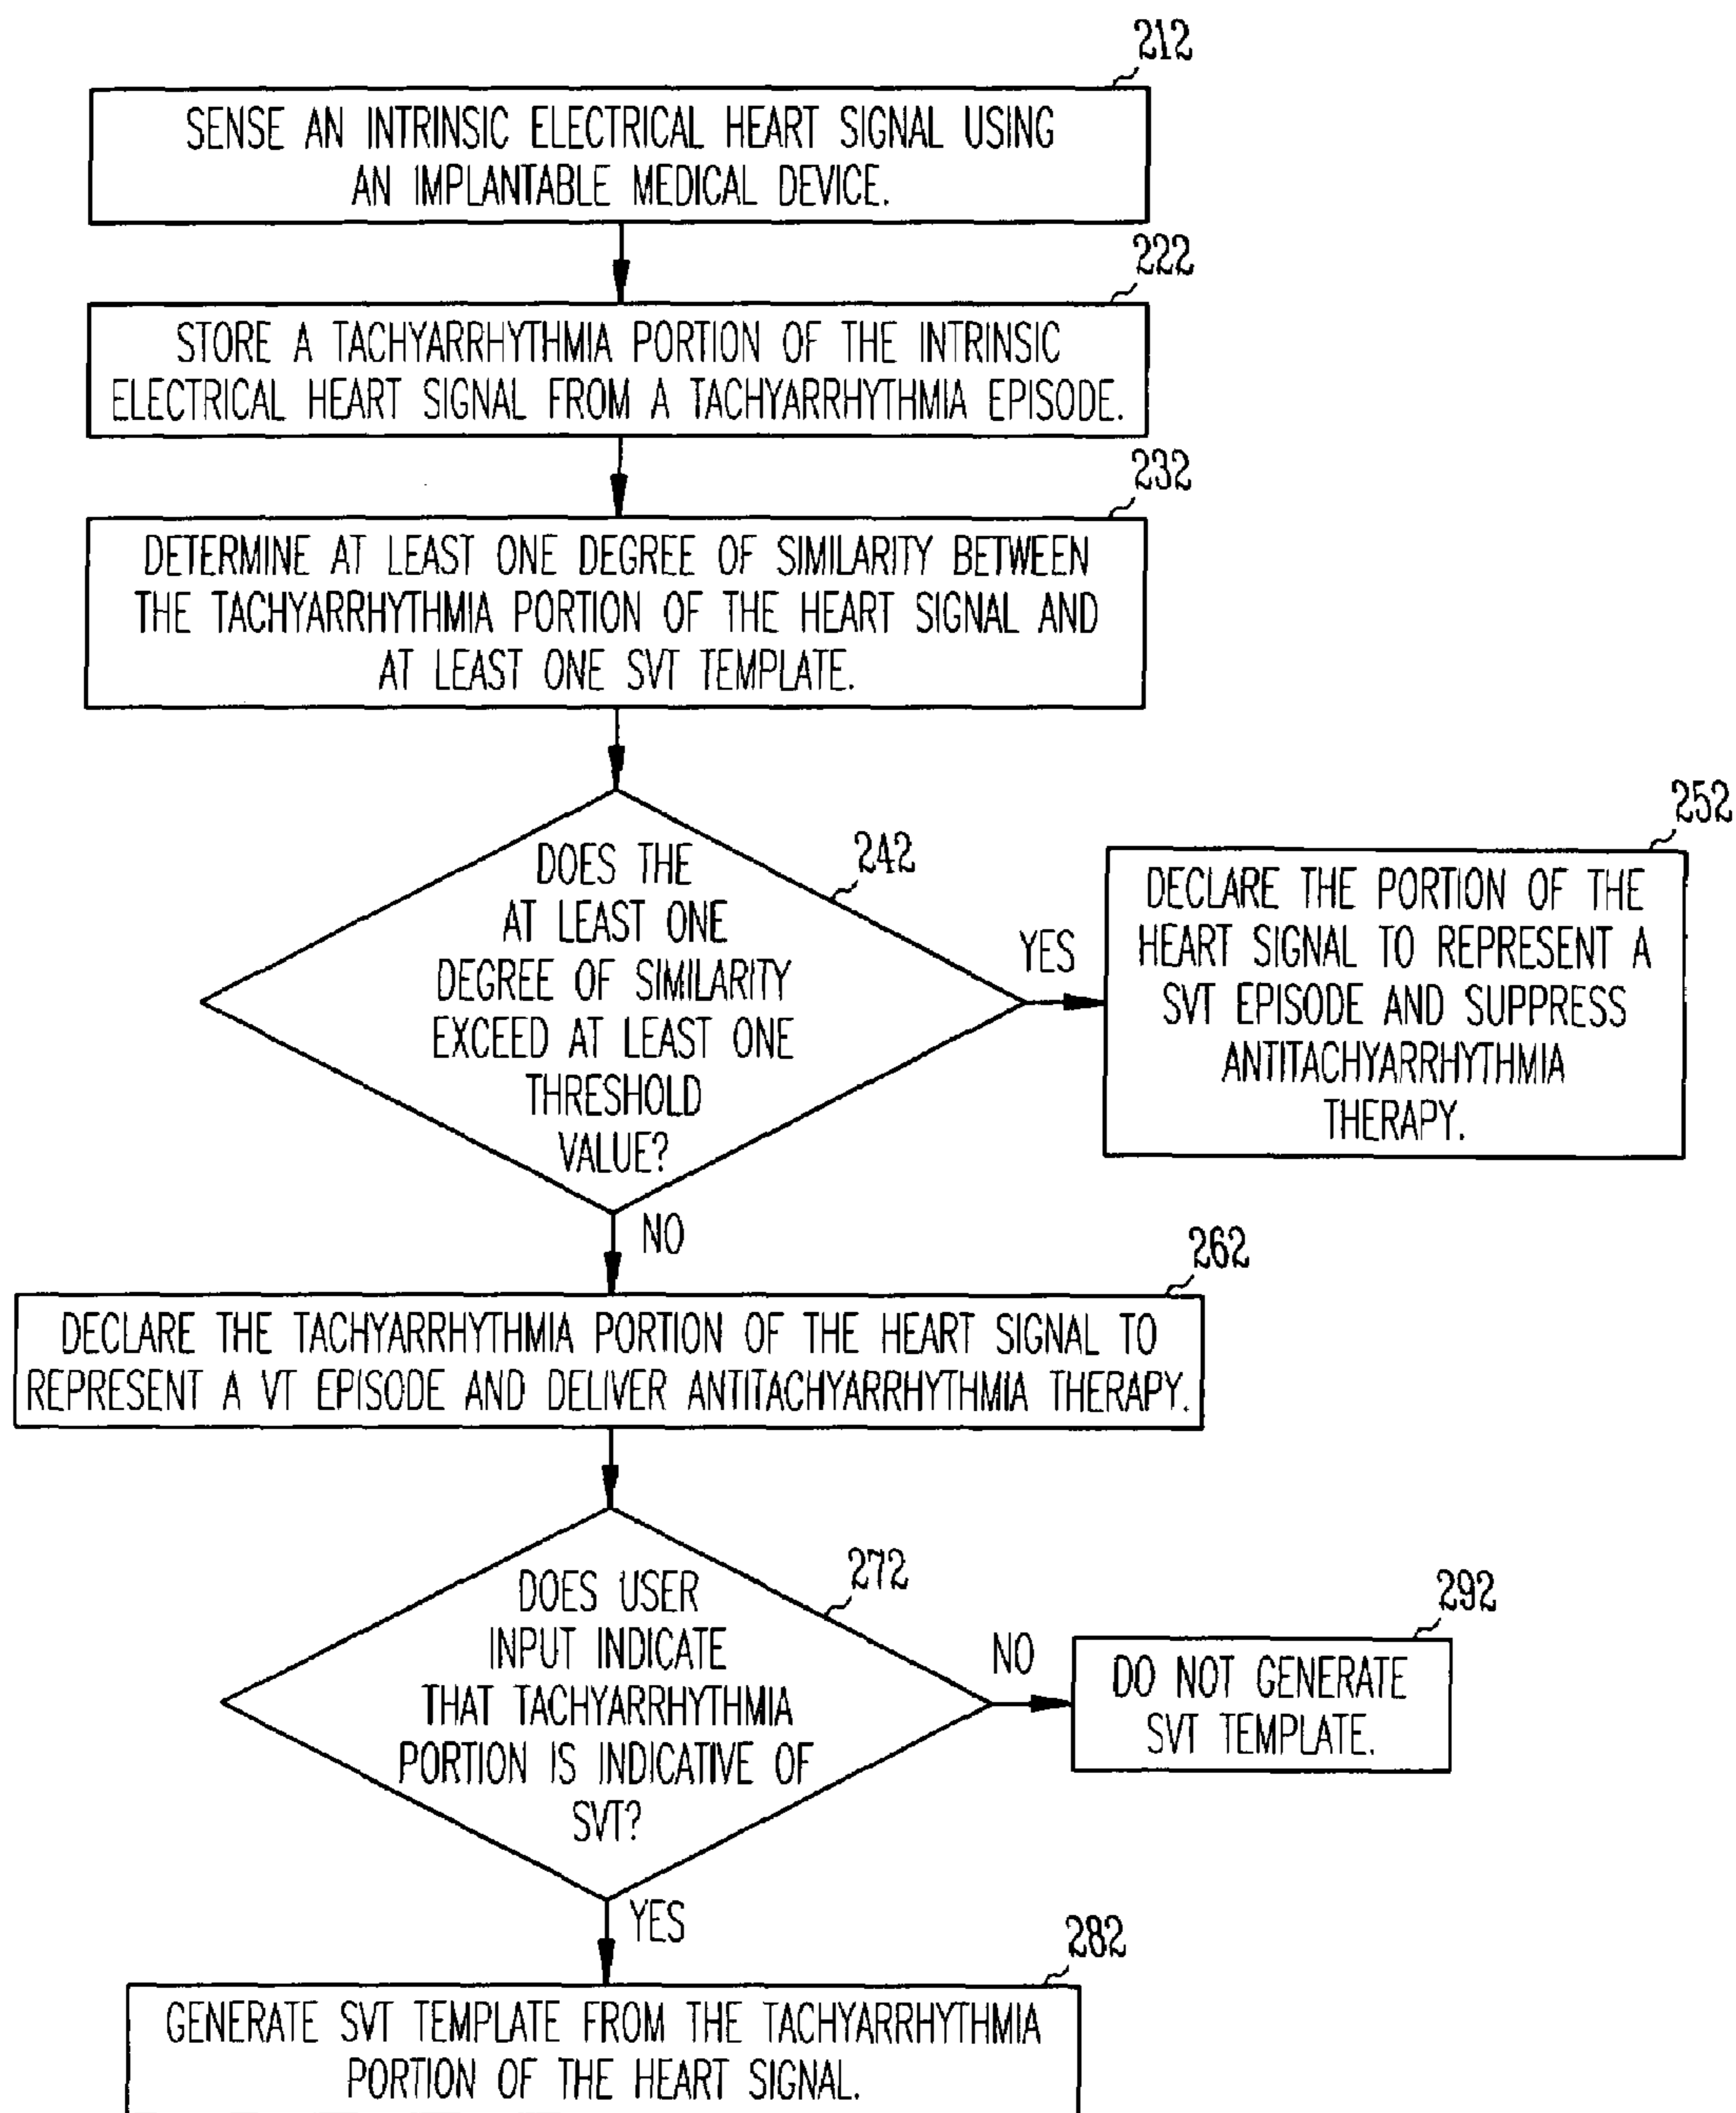 212
SENSE AN INTRINSIC ELECTRICAL HEART SIGNAL USING
AN IMPLANTABLE MEDICAL DEVICE.
222
STORE A TACHYARRHYTHMIA PORTION OF THE INTRINSIC
ELECTRICAL HEART SIGNAL FROM A TACHYARRHYTHMIA EPISODE.
232
DETERMINE AT LEAST ONE DEGREE OF SIMILARITY BETWEEN
THE TACHYARRHYTHMIA PORTION OF THE HEART SIGNAL AND
AT LEAST ONE SVT TEMPLATE.
242
DOES THE
AT LEAST ONE
DEGREE OF SIMILARITY
EXCEED AT LEAST ONE
THRESHOLD
VALUE?
YES
252
DECLARE THE PORTION OF THE
HEART SIGNAL TO REPRESENT A
SVT EPISODE AND SUPPRESS
ANTITACHYARRHYTHMIA
THERAPY.
NO
262
DECLARE THE TACHYARRHYTHMIA PORTION OF THE HEART SIGNAL TO
REPRESENT A VT EPISODE AND DELIVER ANTITACHYARRHYTHMIA THERAPY.
272
DOES USER
INPUT INDICATE
THAT TACHYARRHYTHMIA
PORTION IS INDICATIVE OF
SVT?
NO
292
DO NOT GENERATE
SVT TEMPLATE.
YES
282
GENERATE SVT TEMPLATE FROM THE TACHYARRHYTHMIA
PORTION OF THE HEART SIGNAL.